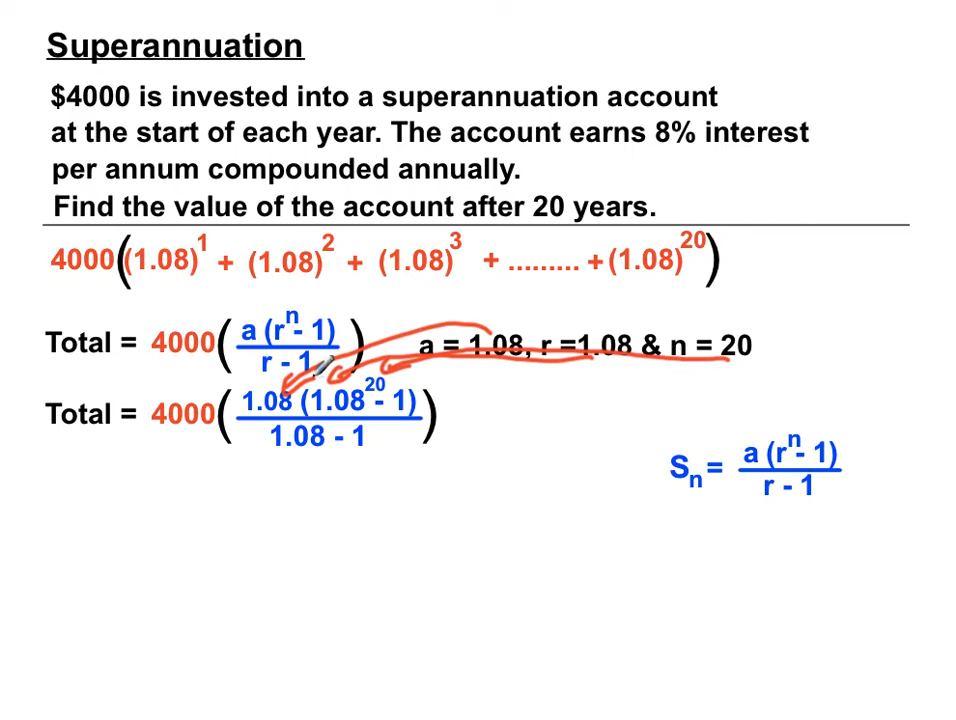 Superannuation
$4000 is invested into a superannuation account
at the start of each year. The account earns 8% interest
per annum compounded annually.
Find the value of the account after 20 years.
4000((1.08)^1 + (1.08)^2 + (1.08)^3 + ......... + (1.08)^20)
Total = 4000(a (r^n - 1) / r - 1) a = 1.08, r =1.08 & n = 20
Total = 4000(1.08 (1.08^20 - 1) / 1.08 - 1)
S_n = a (r^n - 1) / r - 1